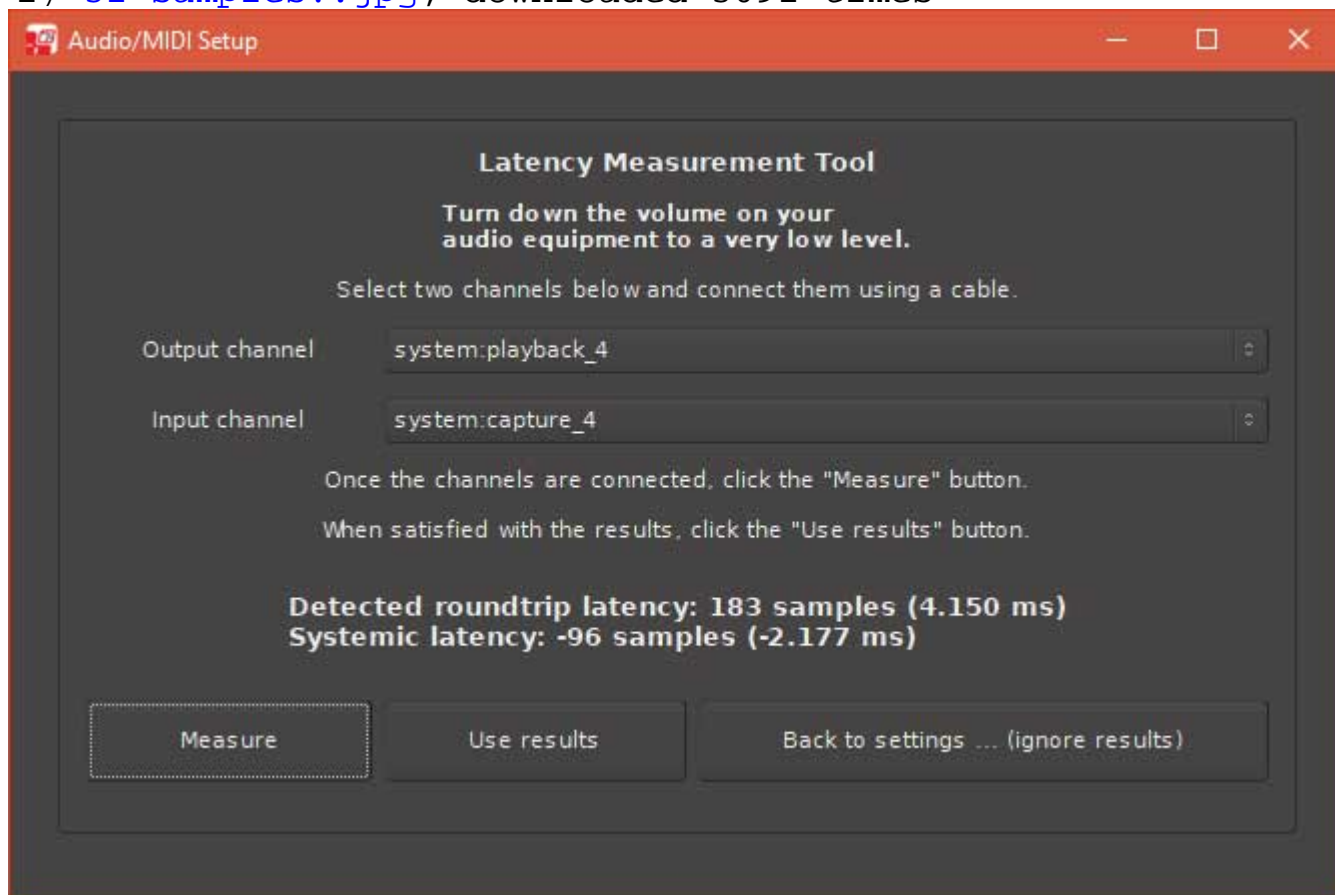 Audio/MIDI Setup
Latency Measurement Tool
Turn down the volume on your
audio equipment to a very low level.
Select two channels below and connect them using a cable.
Output channel system:playback_4
Input channel system:capture_4
Once the channels are connected, click the "Measure" button.
When satisfied with the results, click the "Use results" button.
Detected roundtrip latency: 183 samples (4.150 ms)
Systemic latency: -96 samples (-2.177 ms)
Measure Use results Back to settings ... (ignore results)